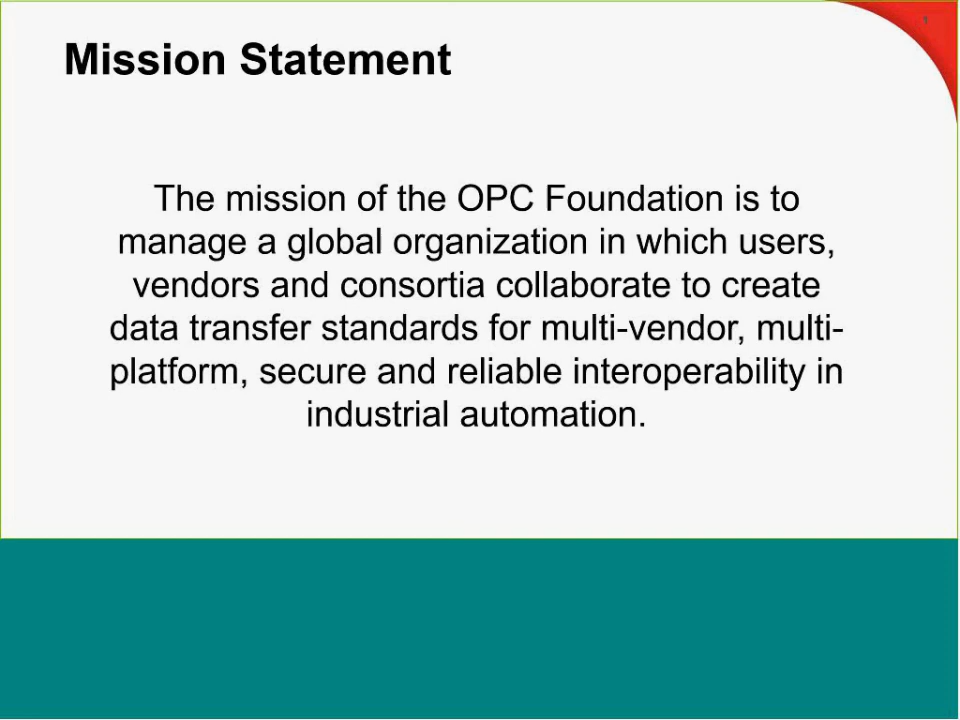 1
Mission Statement
The mission of the OPC Foundation is to
manage a global organization in which users,
vendors and consortia collaborate to create
data transfer standards for multi-vendor, multi-
platform, secure and reliable interoperability in
industrial automation.